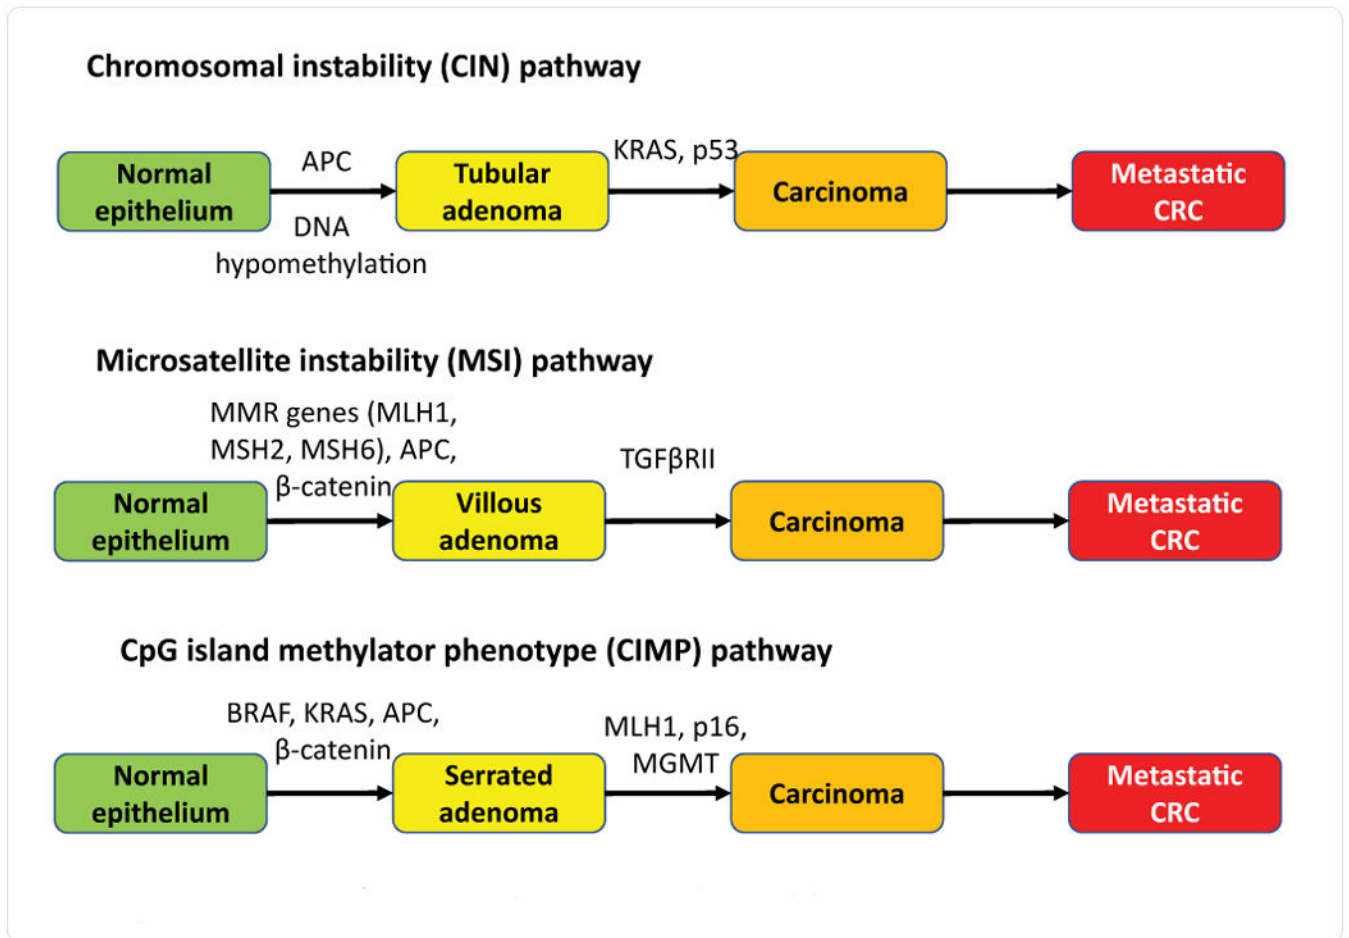 Chromosomal instability (CIN) pathway
Normal
epithelium
APC
DNA
hypomethylation
Tubular
adenoma
KRAS, p53
Carcinoma
Metastatic
CRC
Microsatellite instability (MSI) pathway
MMR genes (MLH1,
MSH2, MSH6), APC,
β-catenin
Normal
epithelium
Villous
adenoma
TGFβRII
Carcinoma
Metastatic
CRC
CpG island methylator phenotype (CIMP) pathway
BRAF, KRAS, APC,
β-catenin
Normal
epithelium
Serrated
adenoma
MLH1, p16,
MGMT
Carcinoma
Metastatic
CRC